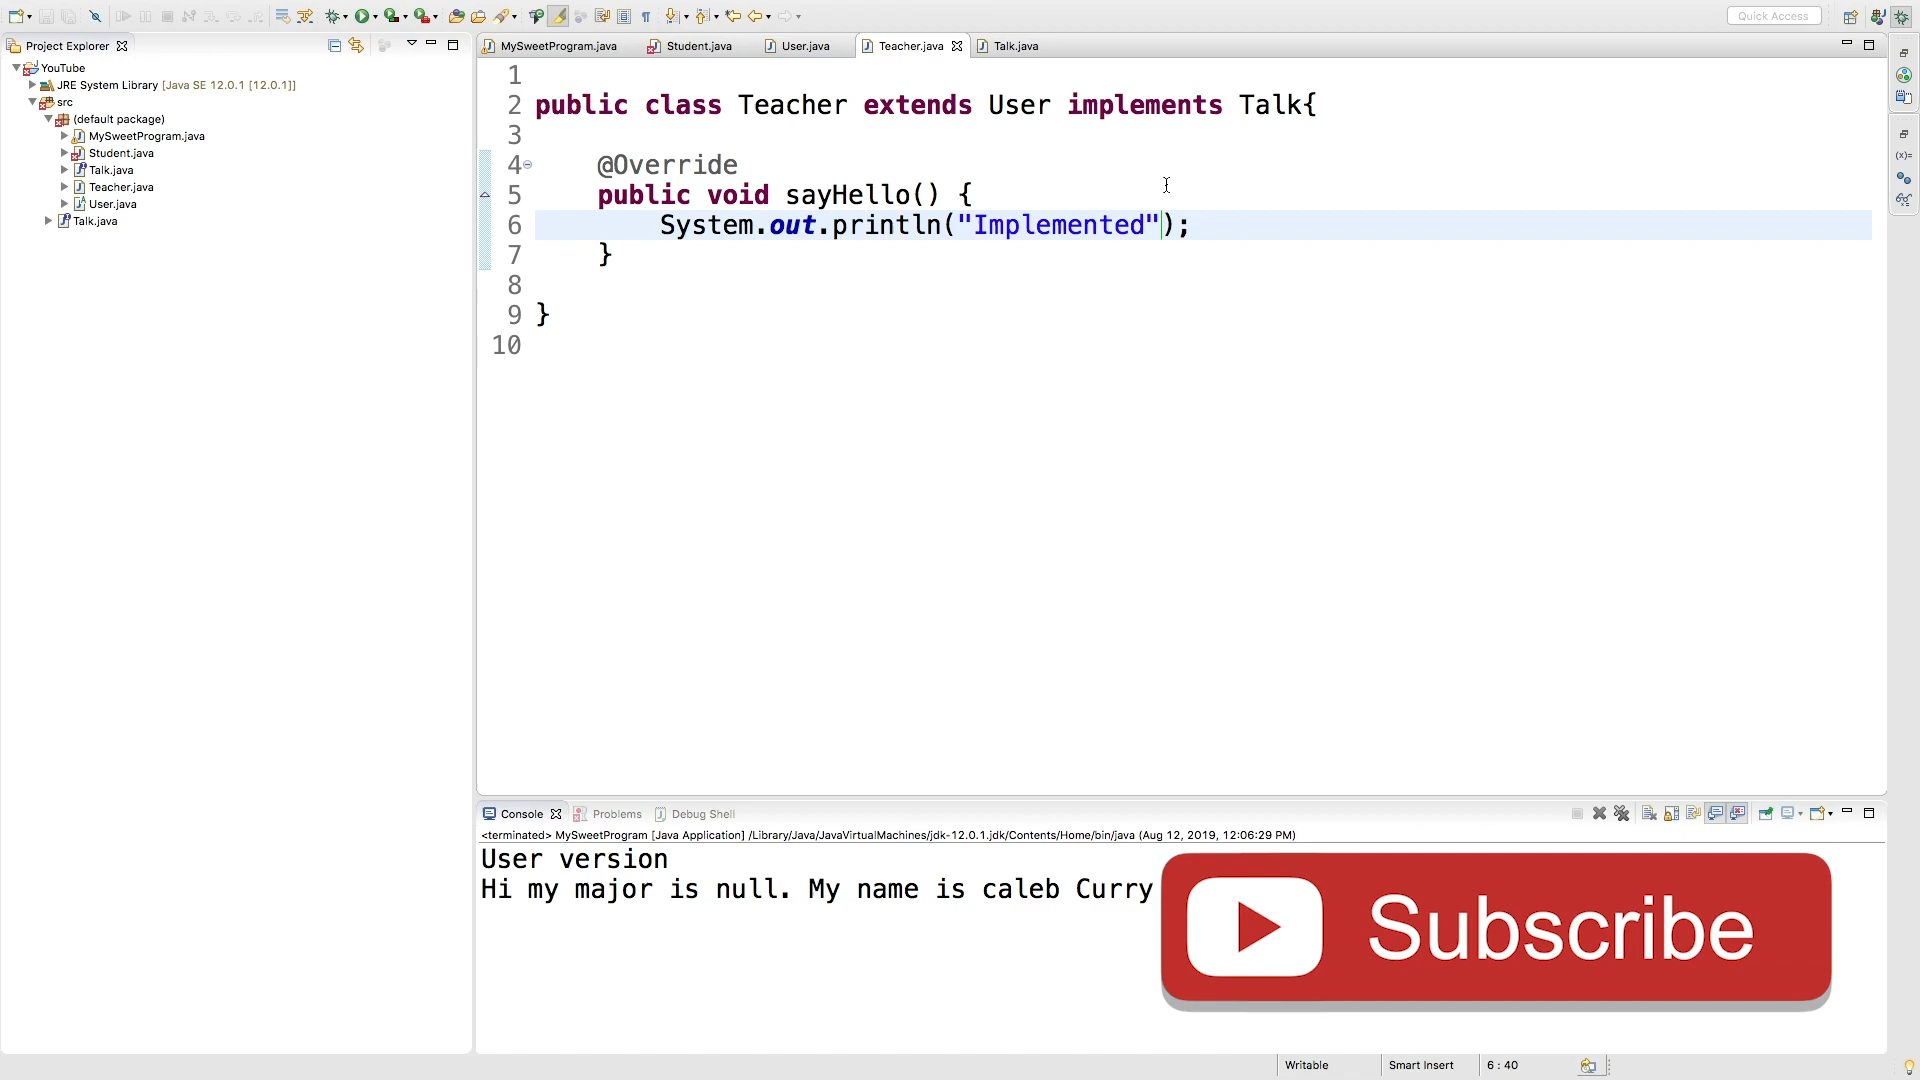 Quick Access
Project Explorer
YouTube
JRE System Library [Java SE 12.0.1 [12.0.1]]
src
(default package)
MySweetProgram.java
Student.java
Talk.java
Teacher.java
User.java
Talk.java
MySweetProgram.java Student.java User.java Teacher.java Talk.java
1
2 public class Teacher extends User implements Talk{
3
4 @Override
5 public void sayHello() {
6 System.out.println("Implemented");
7 }
8
9 }
10
Console Problems Debug Shell
<terminated> MySweetProgram [Java Application] /Library/Java/JavaVirtualMachines/jdk-12.0.1.jdk/Contents/Home/bin/java (Aug 12, 2019, 12:06:29 PM)
User version
Hi my major is null. My name is caleb Curry
Subscribe
Writable Smart Insert 6 : 40